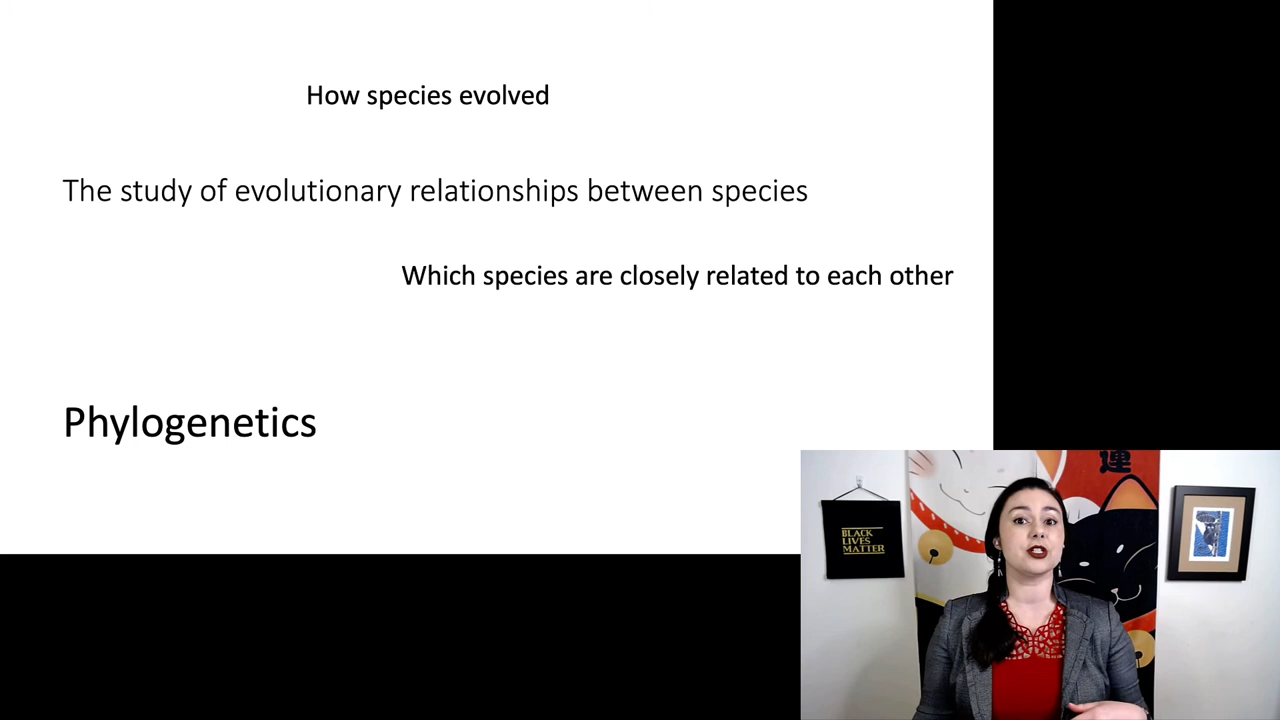 How species evolved
The study of evolutionary relationships between species
Which species are closely related to each other
Phylogenetics
運
BLACK
LIVES
MATTER